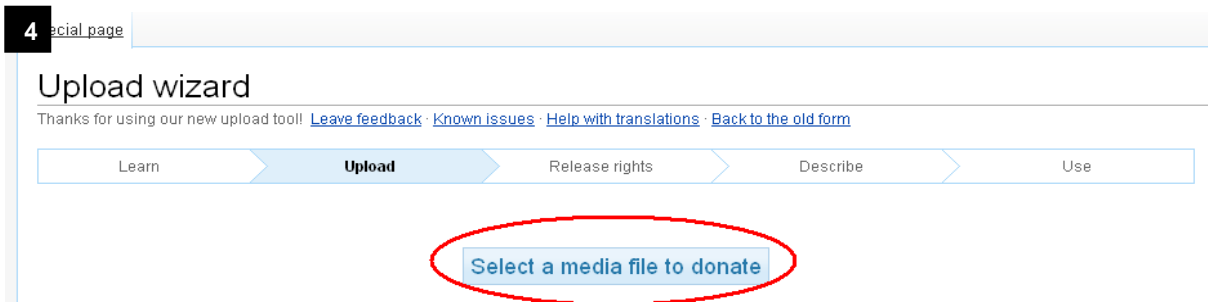 4 ecial page
Upload wizard
Thanks for using our new upload tool! Leave feedback · Known issues · Help with translations · Back to the old form
Learn Upload Release rights Describe Use
Select a media file to donate